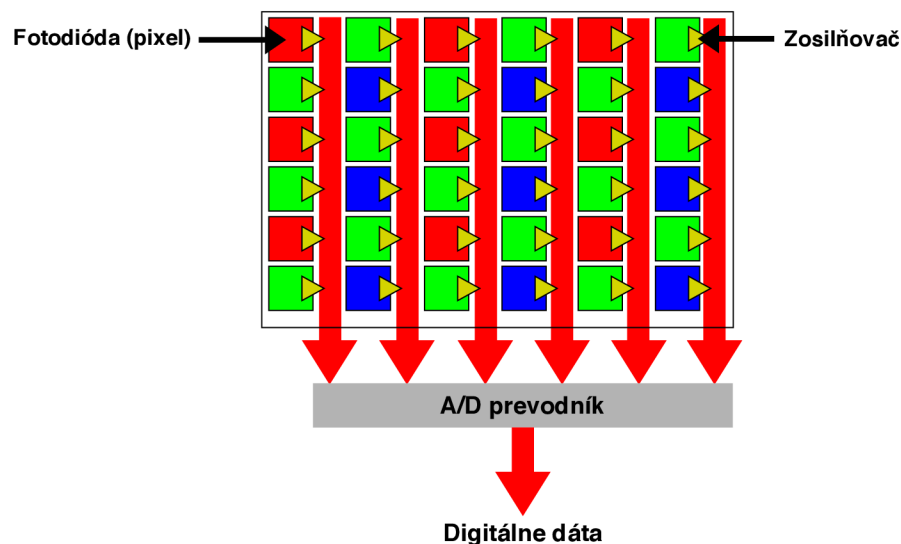 Fotodióda (pixel)
Zosilňovač
A/D prevodník
Digitálne dáta